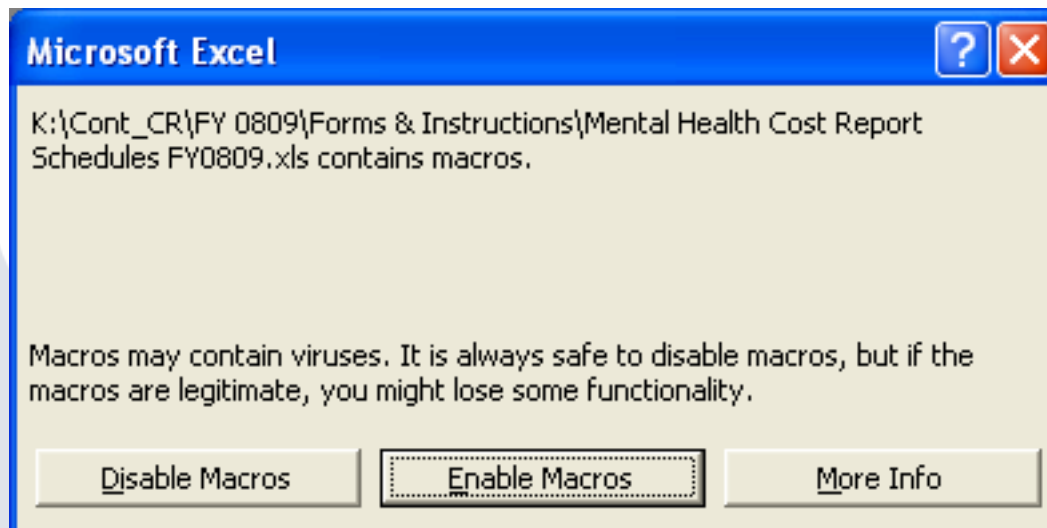 Microsoft Excel
?
K:\Cont_CR\FY 0809\Forms & Instructions\Mental Health Cost Report
Schedules FY0809.xls contains macros.
Macros may contain viruses. It is always safe to disable macros, but if the
macros are legitimate, you might lose some functionality.
Disable Macros Enable Macros More Info